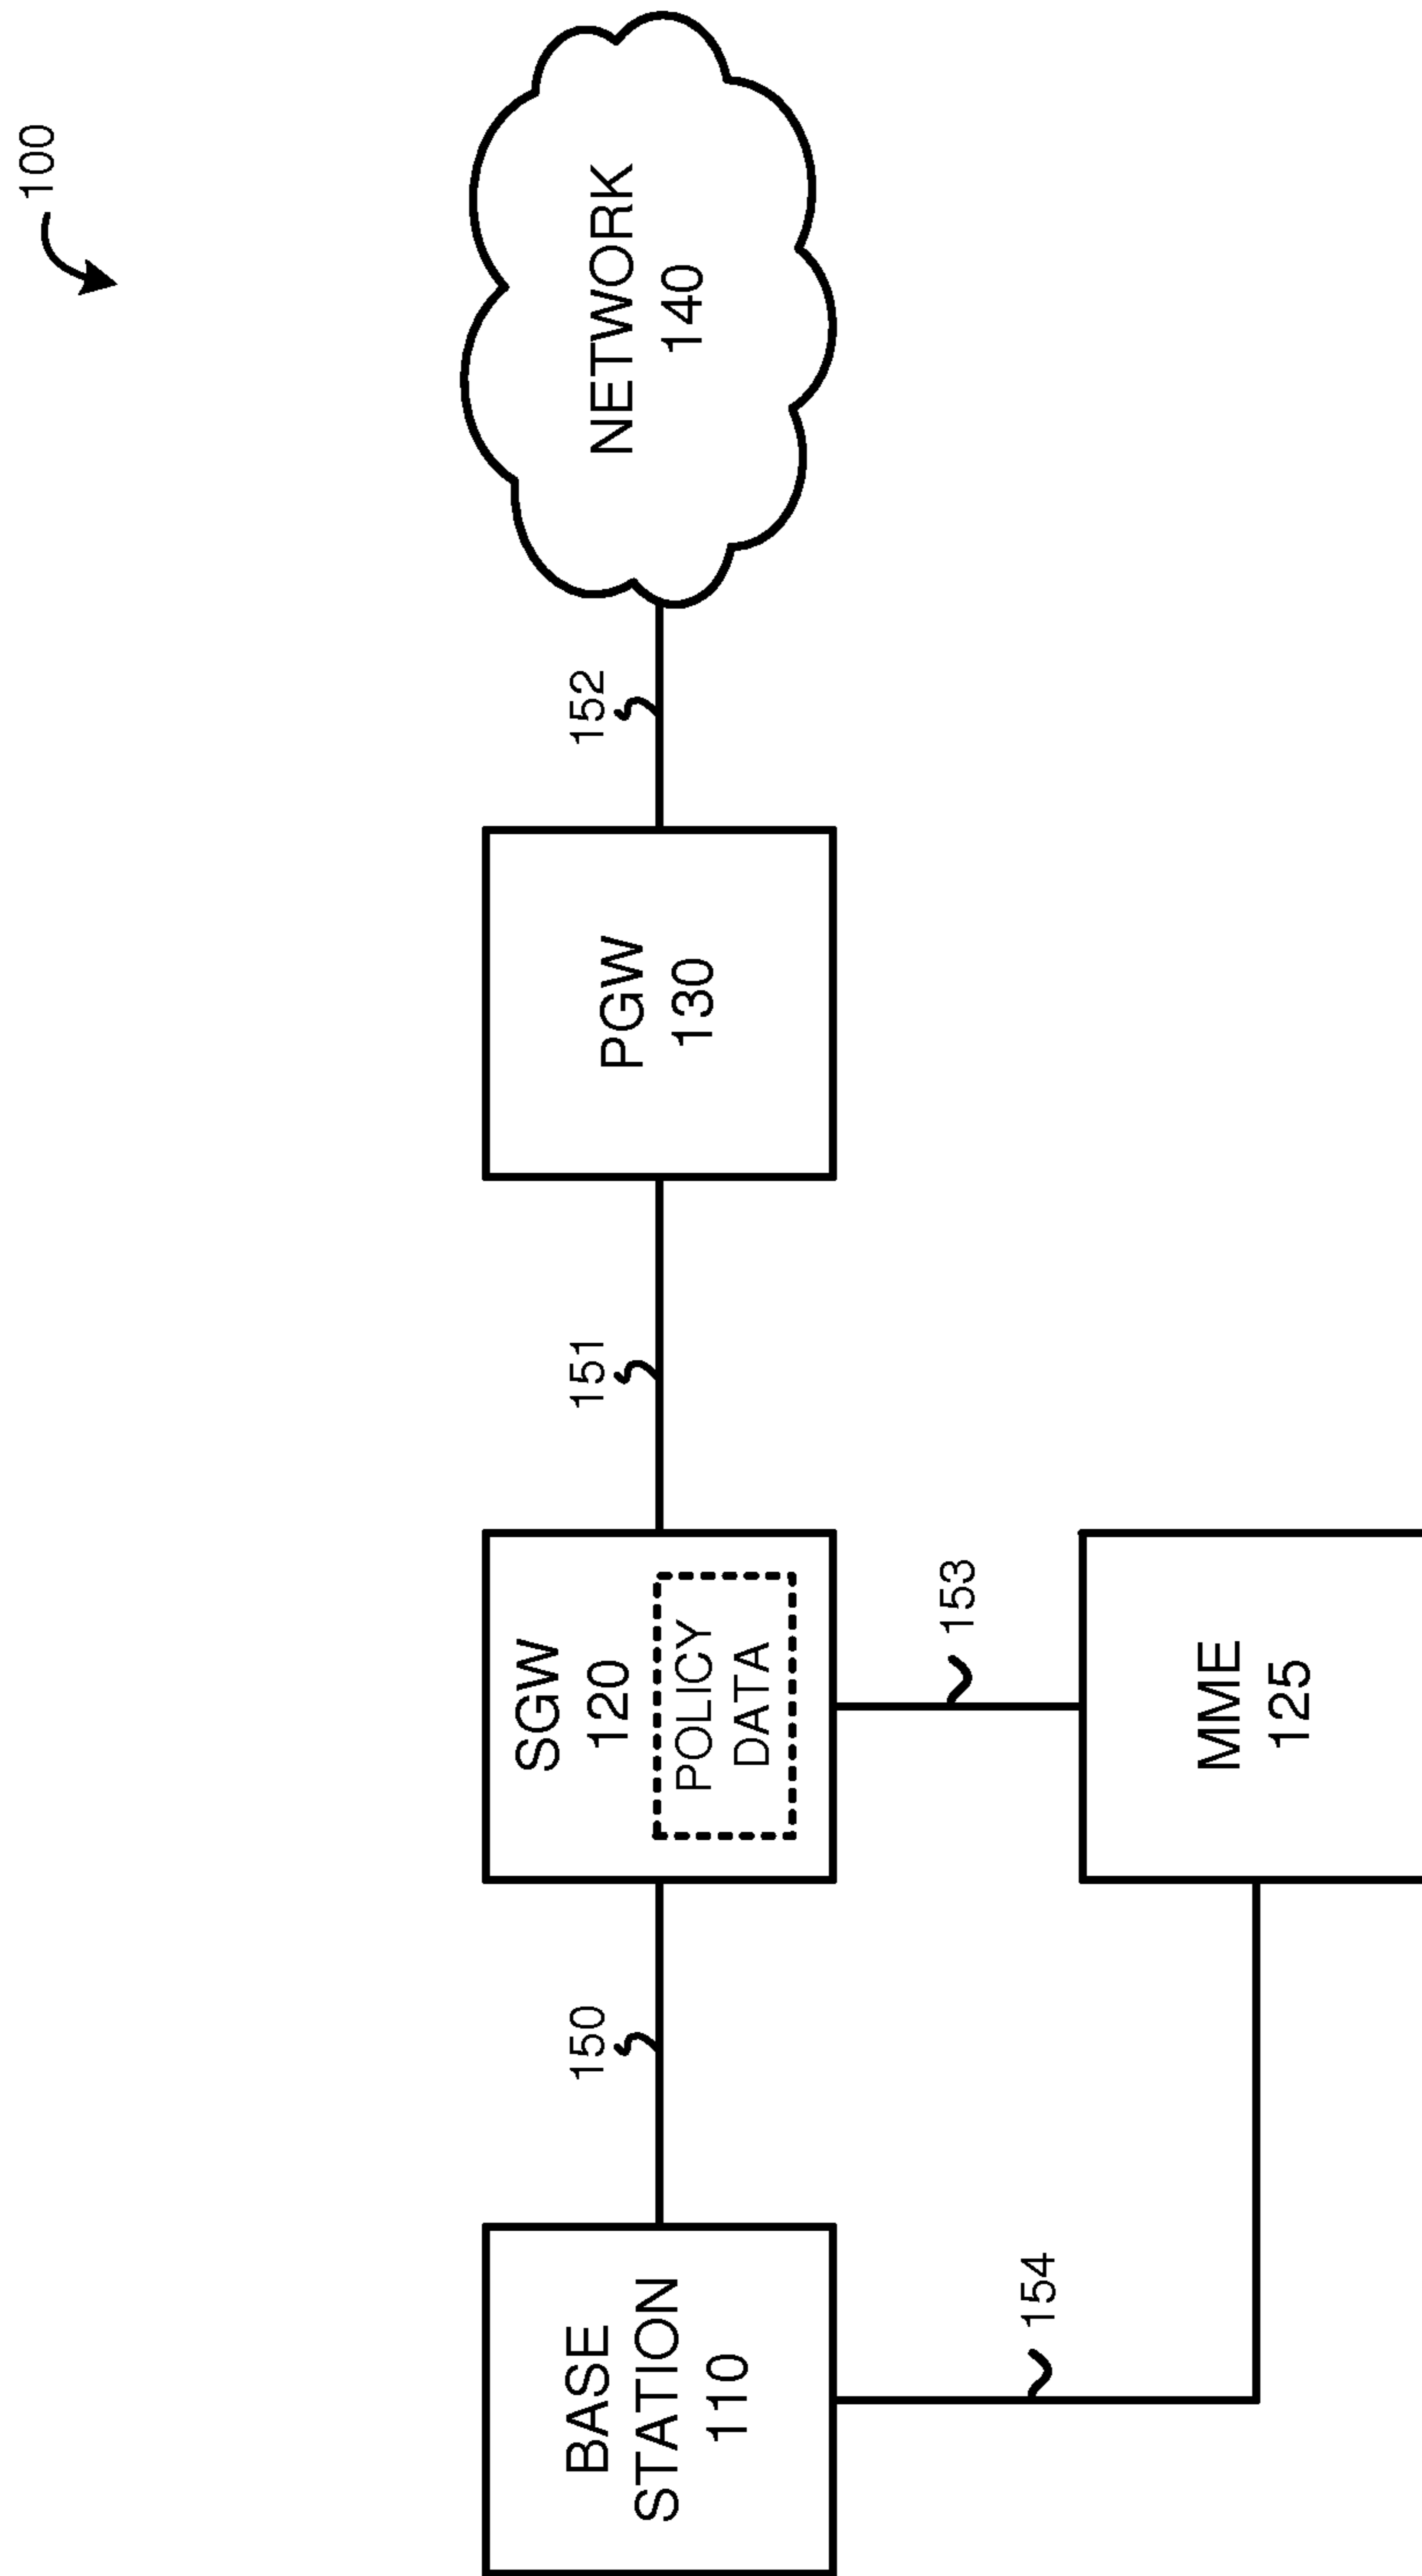 100
BASE
STATION
110
150
SGW
120
POLICY
DATA
151
PGW
130
152
NETWORK
140
154
153
MME
125